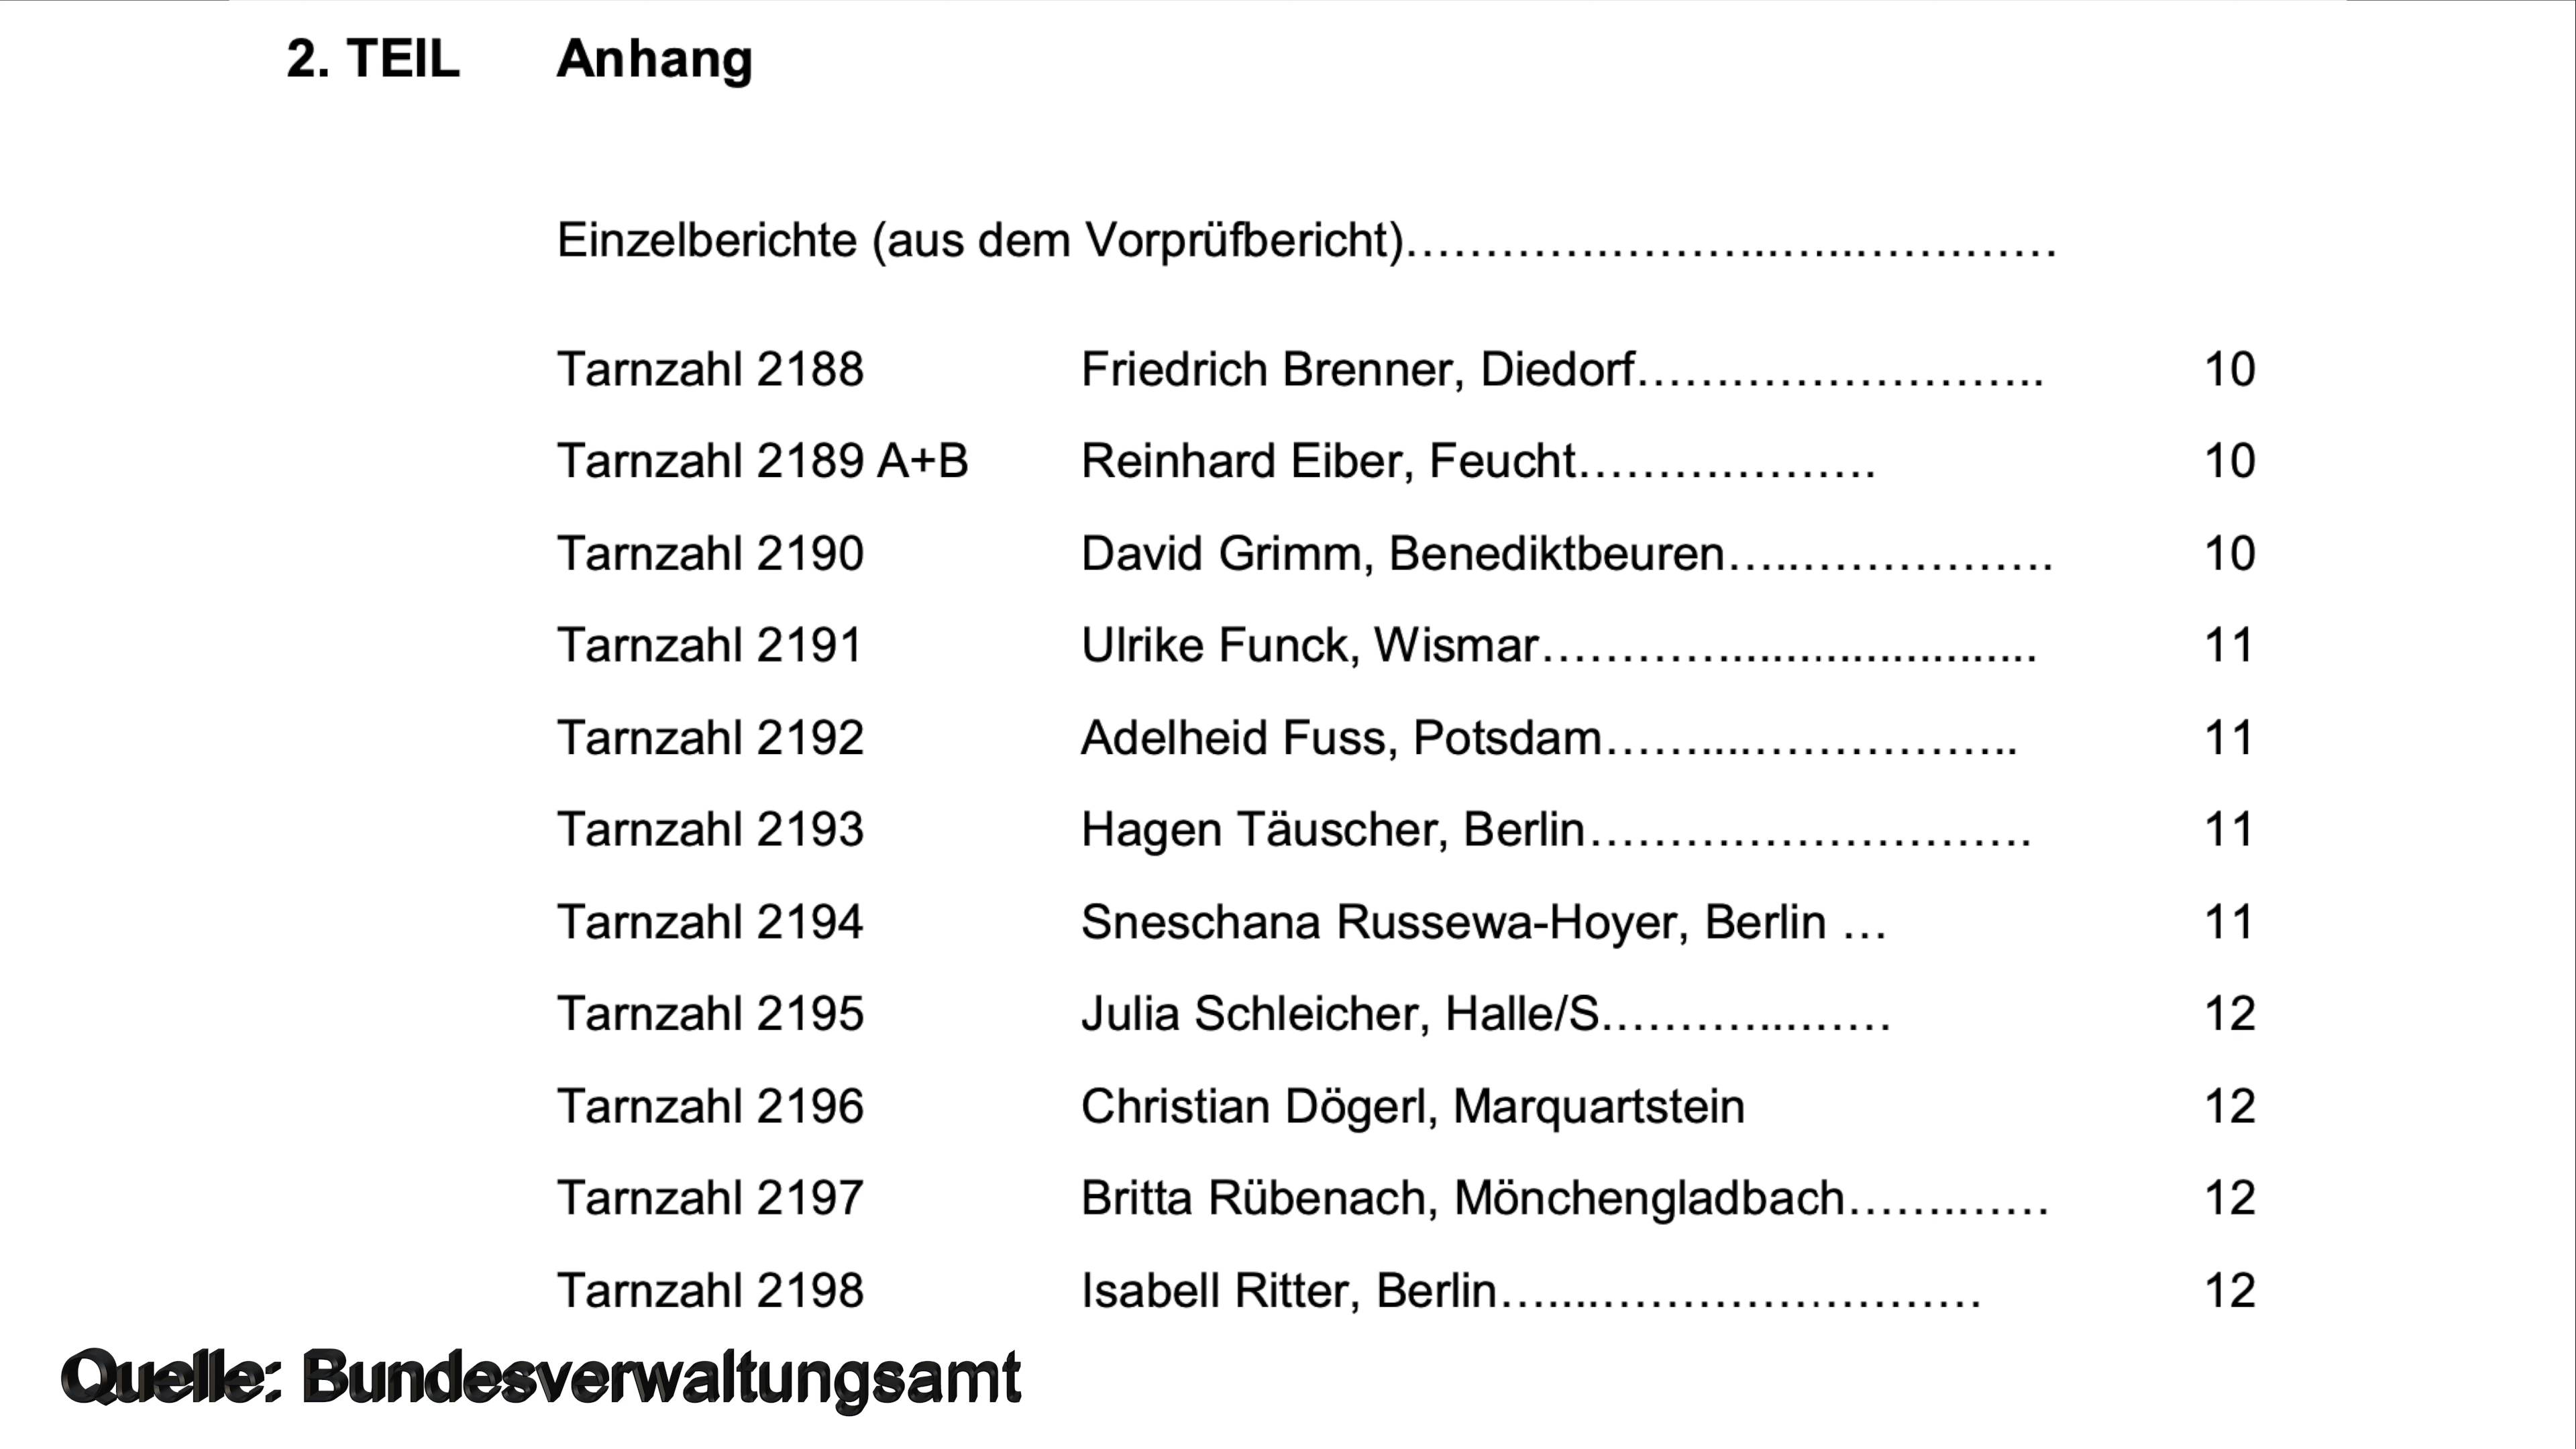 2. TEIL Anhang
Einzelberichte (aus dem Vorprüfbericht)……………………..…..………………
Tarnzahl 2188 Friedrich Brenner, Diedorf…………………………... 10
Tarnzahl 2189 A+B Reinhard Eiber, Feucht………………. 10
Tarnzahl 2190 David Grimm, Benediktbeuren…..……………. 10
Tarnzahl 2191 Ulrike Funck, Wismar…………........................ 11
Tarnzahl 2192 Adelheid Fuss, Potsdam……....……………….. 11
Tarnzahl 2193 Hagen Täuscher, Berlin………………………. 11
Tarnzahl 2194 Sneschana Russewa-Hoyer, Berlin … 11
Tarnzahl 2195 Julia Schleicher, Halle/S.………...…… 12
Tarnzahl 2196 Christian Dögerl, Marquartstein 12
Tarnzahl 2197 Britta Rübenach, Mönchengladbach……..…… 12
Tarnzahl 2198 Isabell Ritter, Berlin…....…………………… 12
Quelle: Bundesverwaltungsamt